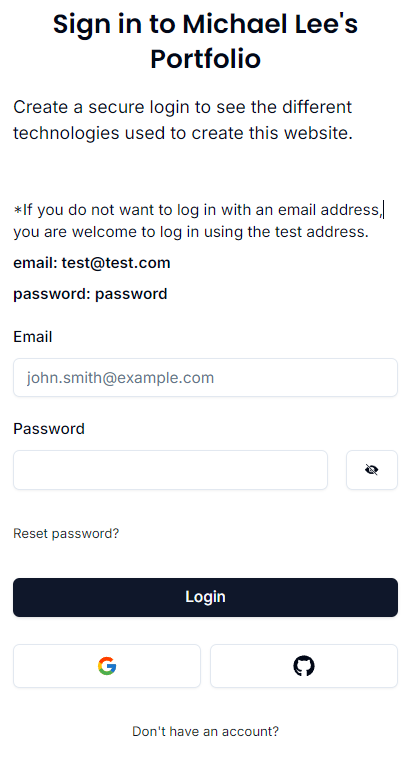 Sign in to Michael Lee's
Portfolio
Create a secure login to see the different
technologies used to create this website.
*If you do not want to log in with an email address,
you are welcome to log in using the test address.
email: test@test.com
password: password
Email
john.smith@example.com
Password
Reset password?
Login
Don't have an account?